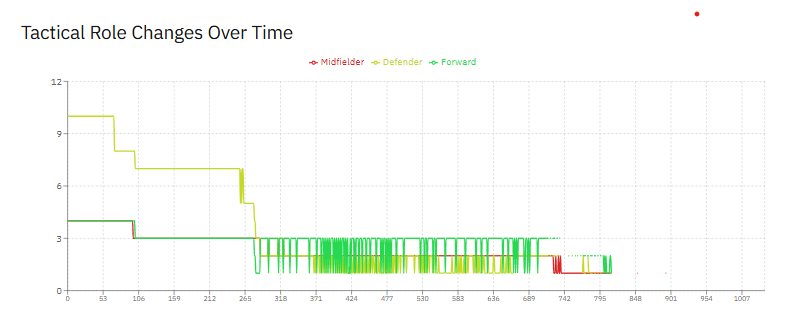 Tactical Role Changes Over Time
Midfielder Defender Forward
12
9
6
3
0
0 53 106 159 212 265 318 371 424 477 530 583 636 689 742 795 848 901 954 1007